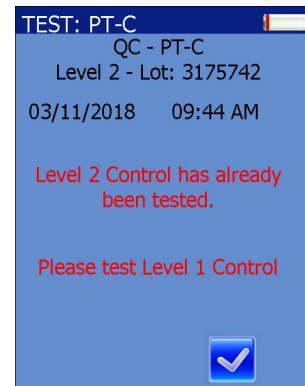 TEST: PT-C
QC - PT-C
Level 2 - Lot: 3175742
03/11/2018 09:44 AM
Level 2 Control has already
been tested.
Please test Level 1 Control